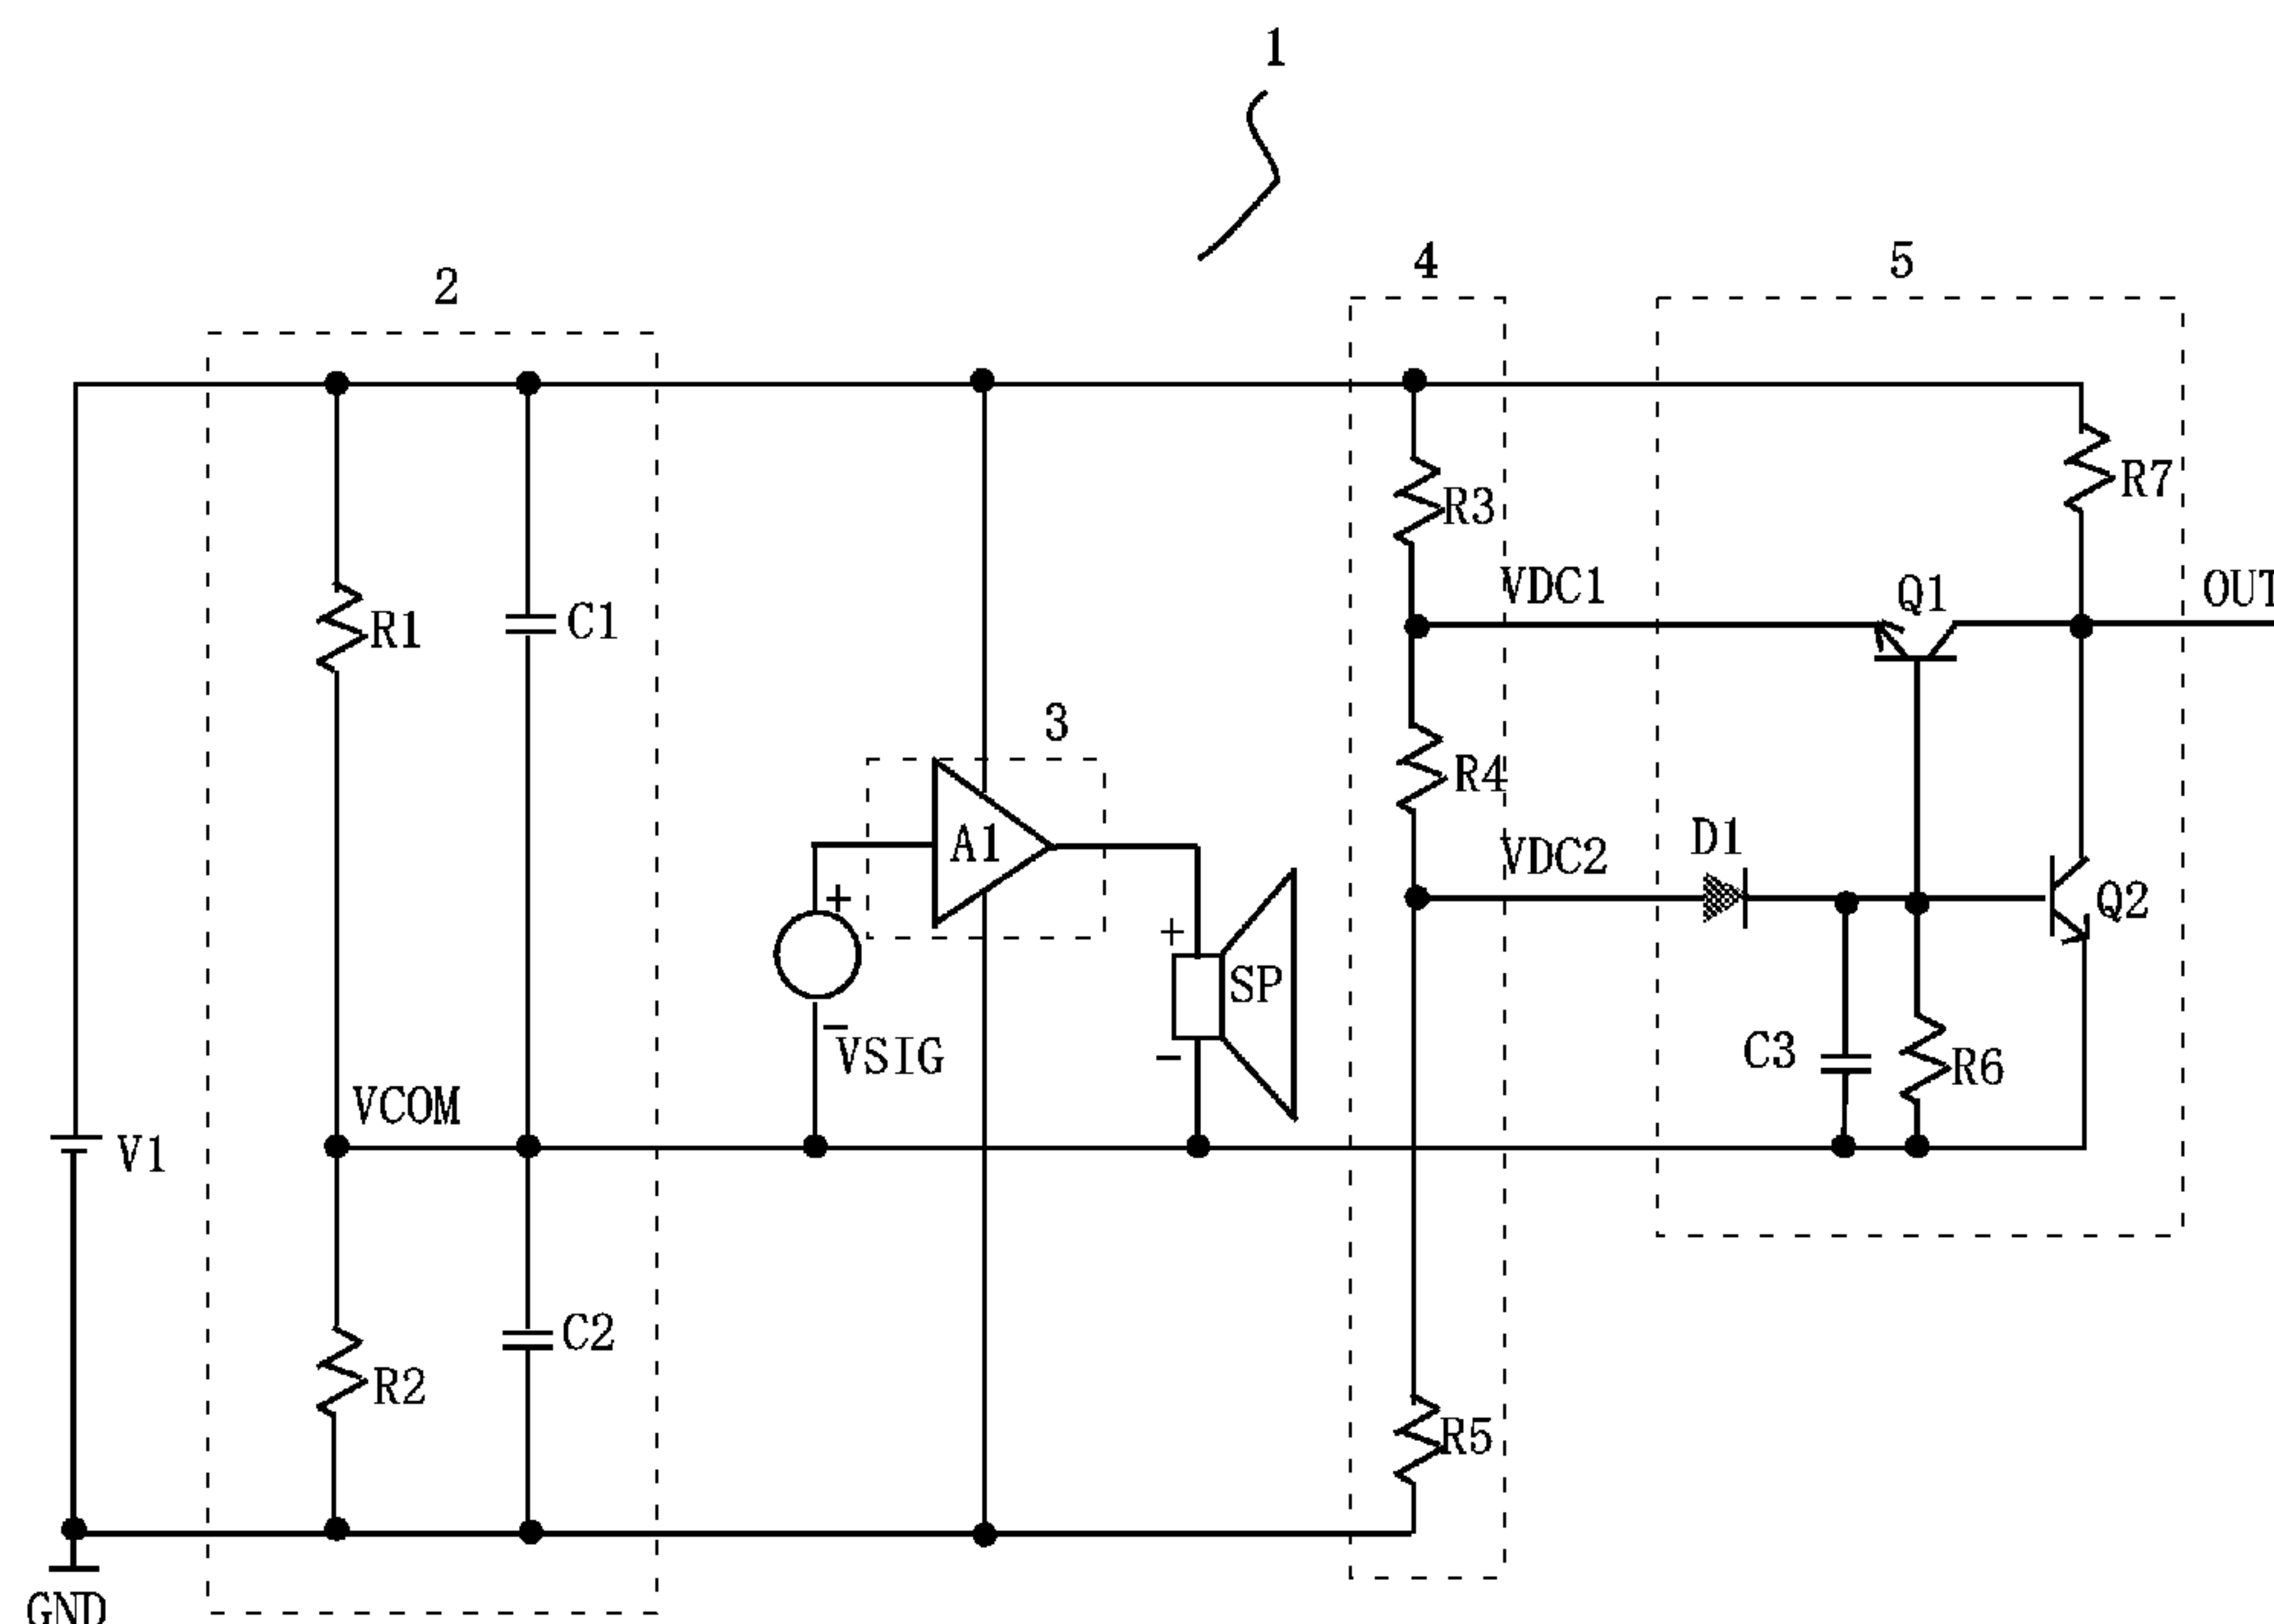 1
2
4
5
R1
C1
R3
R7
VDC1
Q1
OUT
3
R4
A1
+
VDC2
D1
Q2
+
SP
-
-
VSIG
C3
R6
VCOM
V1
R2
C2
R5
GND